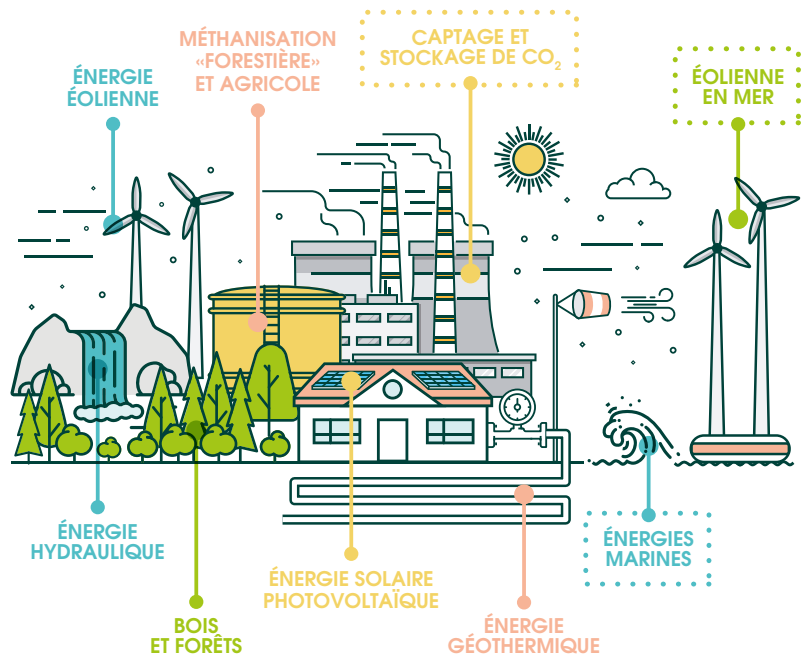 MÉTHANISATION
«FORESTIÈRE»
ET AGRICOLE
CAPTAGE ET
STOCKAGE DE CO₂
ÉNERGIE
ÉOLIENNE
ÉOLIENNE
EN MER
ÉNERGIE
HYDRAULIQUE
ÉNERGIES
MARINES
ÉNERGIE SOLAIRE
PHOTOVOLTAÏQUE
BOIS
ET FORÊTS
ÉNERGIE
GÉOTHERMIQUE